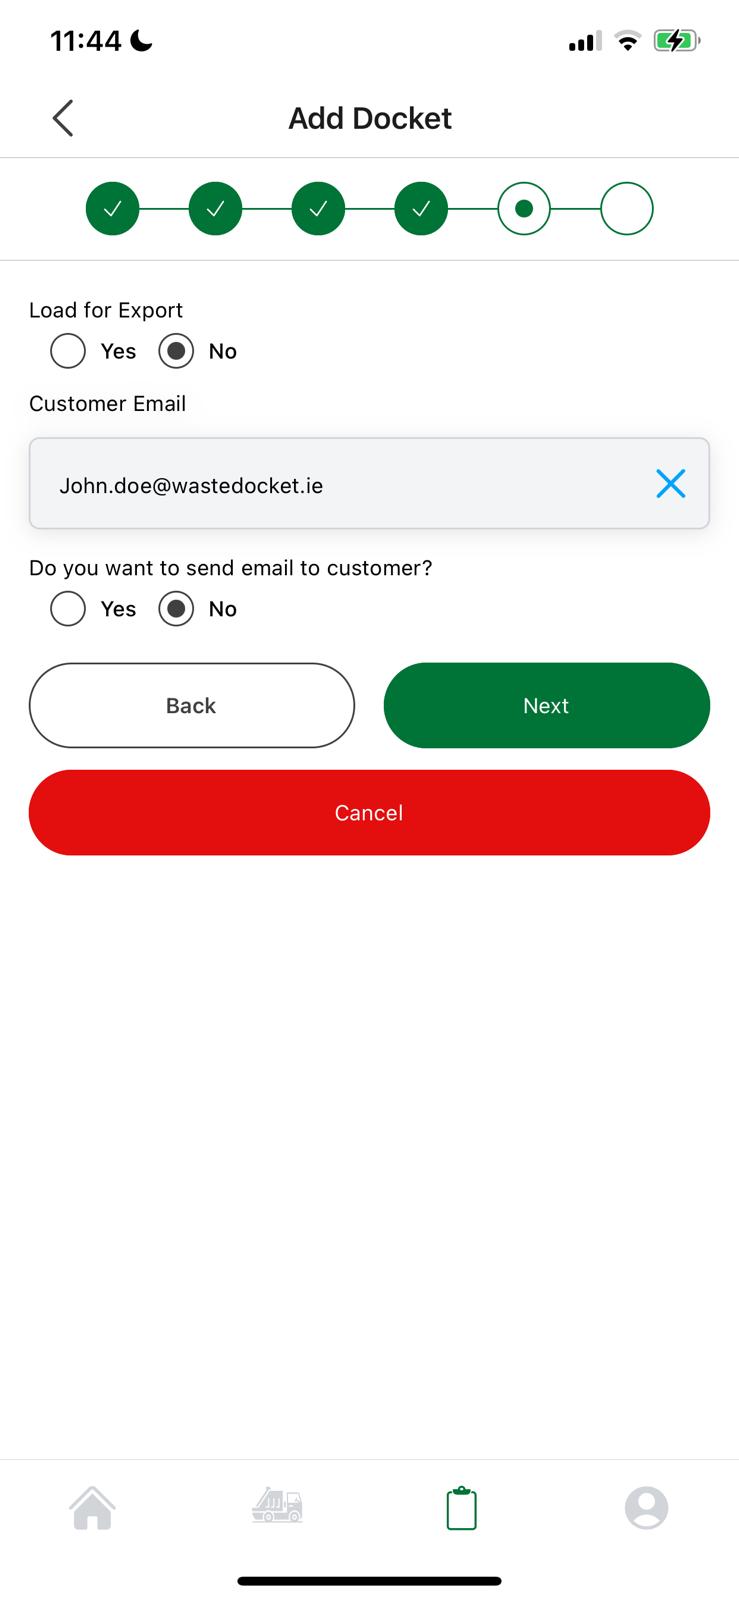 11:44
Add Docket
Load for Export
Yes No
Customer Email
John.doe@wastedocket.ie
Do you want to send email to customer?
Yes No
Back Next
Cancel